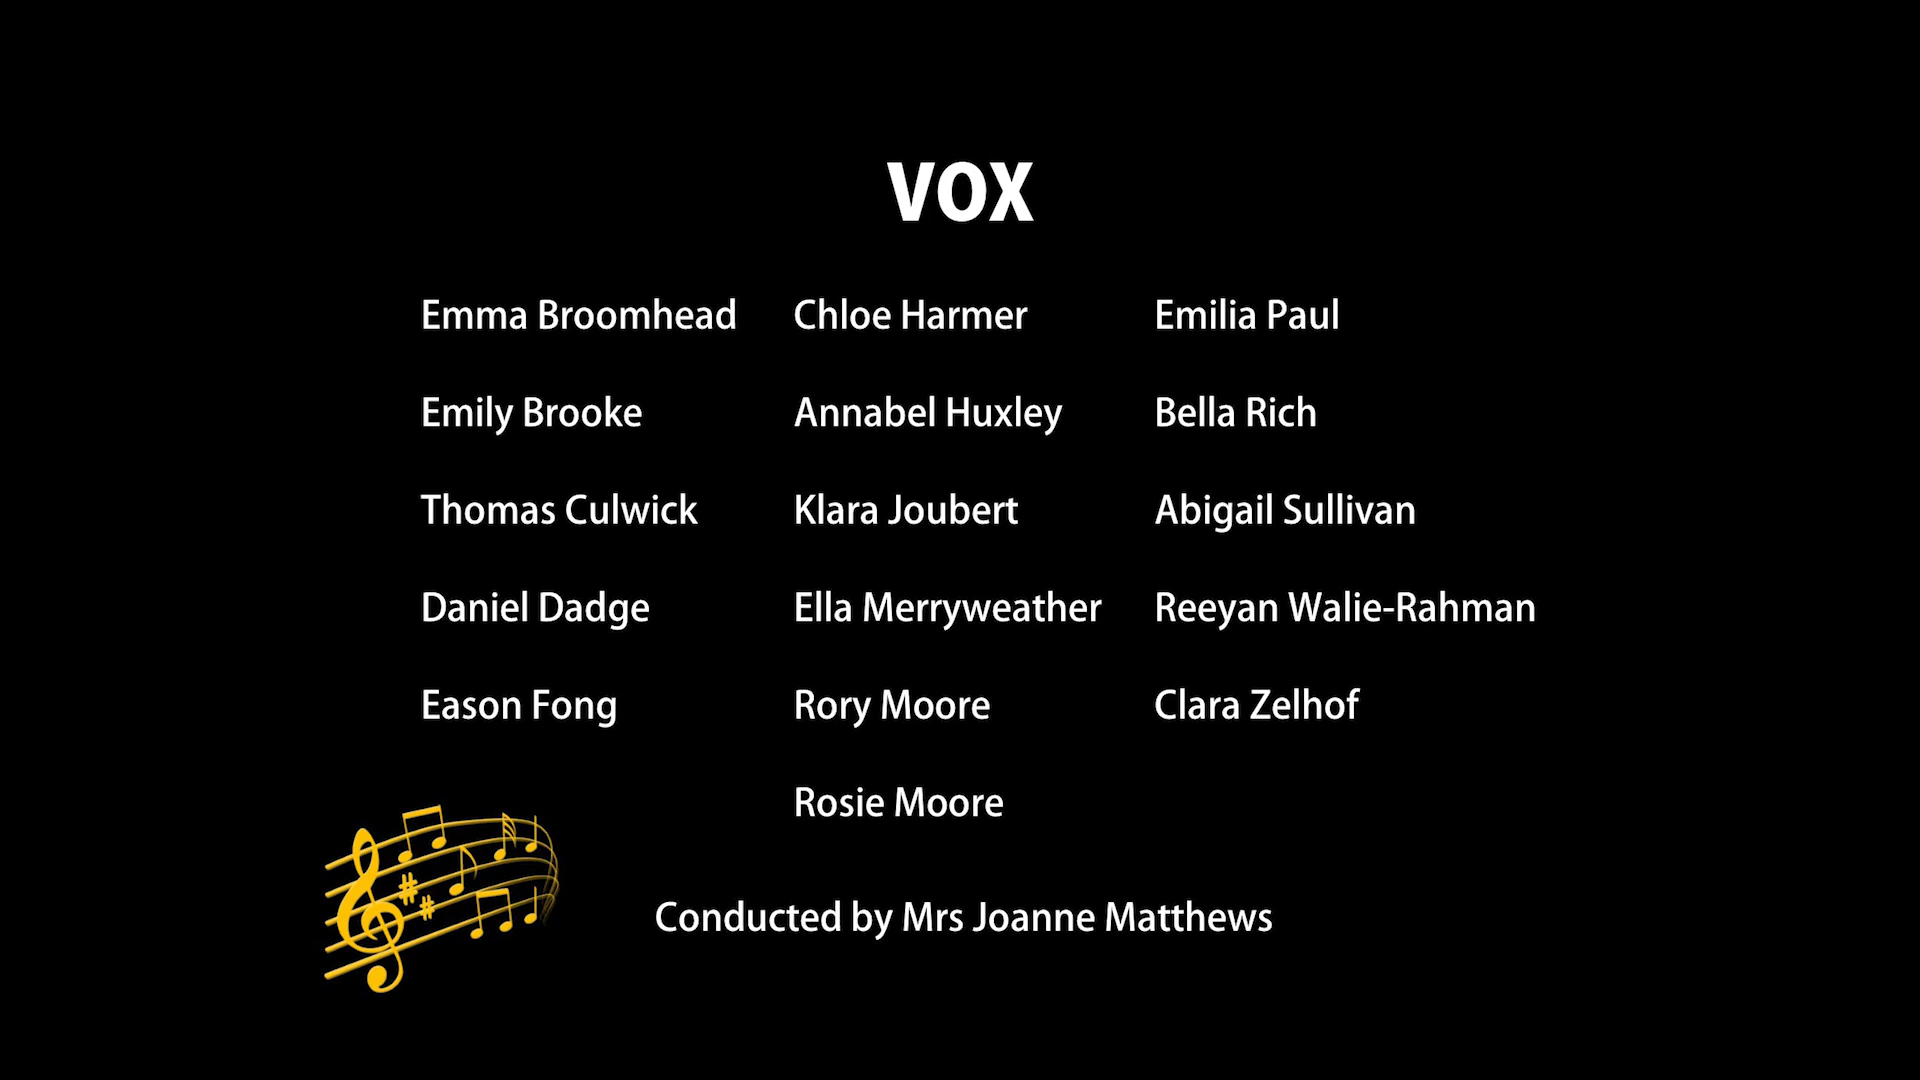 VOX
Emma Broomhead
Emily Brooke
Thomas Culwick
Daniel Dadge
Eason Fong
Chloe Harmer
Annabel Huxley
Klara Joubert
Ella Merryweather
Rory Moore
Rosie Moore
Emilia Paul
Bella Rich
Abigail Sullivan
Reeyan Walie-Rahman
Clara Zelhof
Conducted by Mrs Joanne Matthews